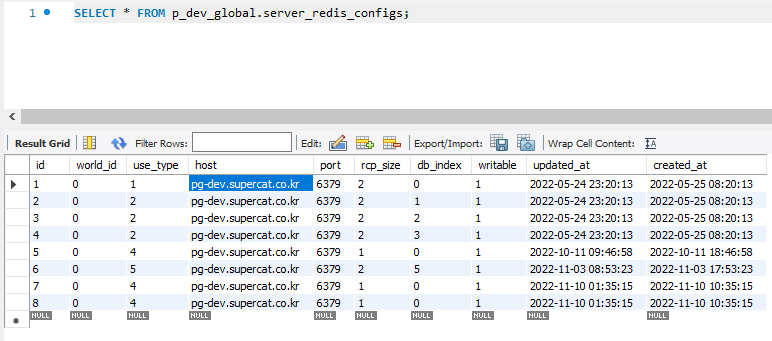 1 SELECT * FROM p_dev_global.server_redis_configs;
Result Grid Filter Rows: Edit: Export/Import: Wrap Cell Content:
id world_id use_type host port rcp_size db_index writable updated_at created_at
1 0 1 pg-dev.supercat.co.kr 6379 2 0 1 2022-05-24 23:20:13 2022-05-25 08:20:13
2 0 2 pg-dev.supercat.co.kr 6379 2 1 1 2022-05-24 23:20:13 2022-05-25 08:20:13
3 0 2 pg-dev.supercat.co.kr 6379 2 2 1 2022-05-24 23:20:13 2022-05-25 08:20:13
4 0 2 pg-dev.supercat.co.kr 6379 2 3 1 2022-05-24 23:20:13 2022-05-25 08:20:13
5 0 4 pg-dev.supercat.co.kr 6379 1 0 1 2022-10-11 09:46:58 2022-10-11 18:46:58
6 0 5 pg-dev.supercat.co.kr 6379 2 5 1 2022-11-03 08:53:23 2022-11-03 17:53:23
7 0 4 pg-dev.supercat.co.kr 6379 1 0 1 2022-11-10 01:35:15 2022-11-10 10:35:15
8 0 4 pg-dev.supercat.co.kr 6379 1 0 1 2022-11-10 01:35:15 2022-11-10 10:35:15
NULL NULL NULL NULL NULL NULL NULL NULL NULL NULL